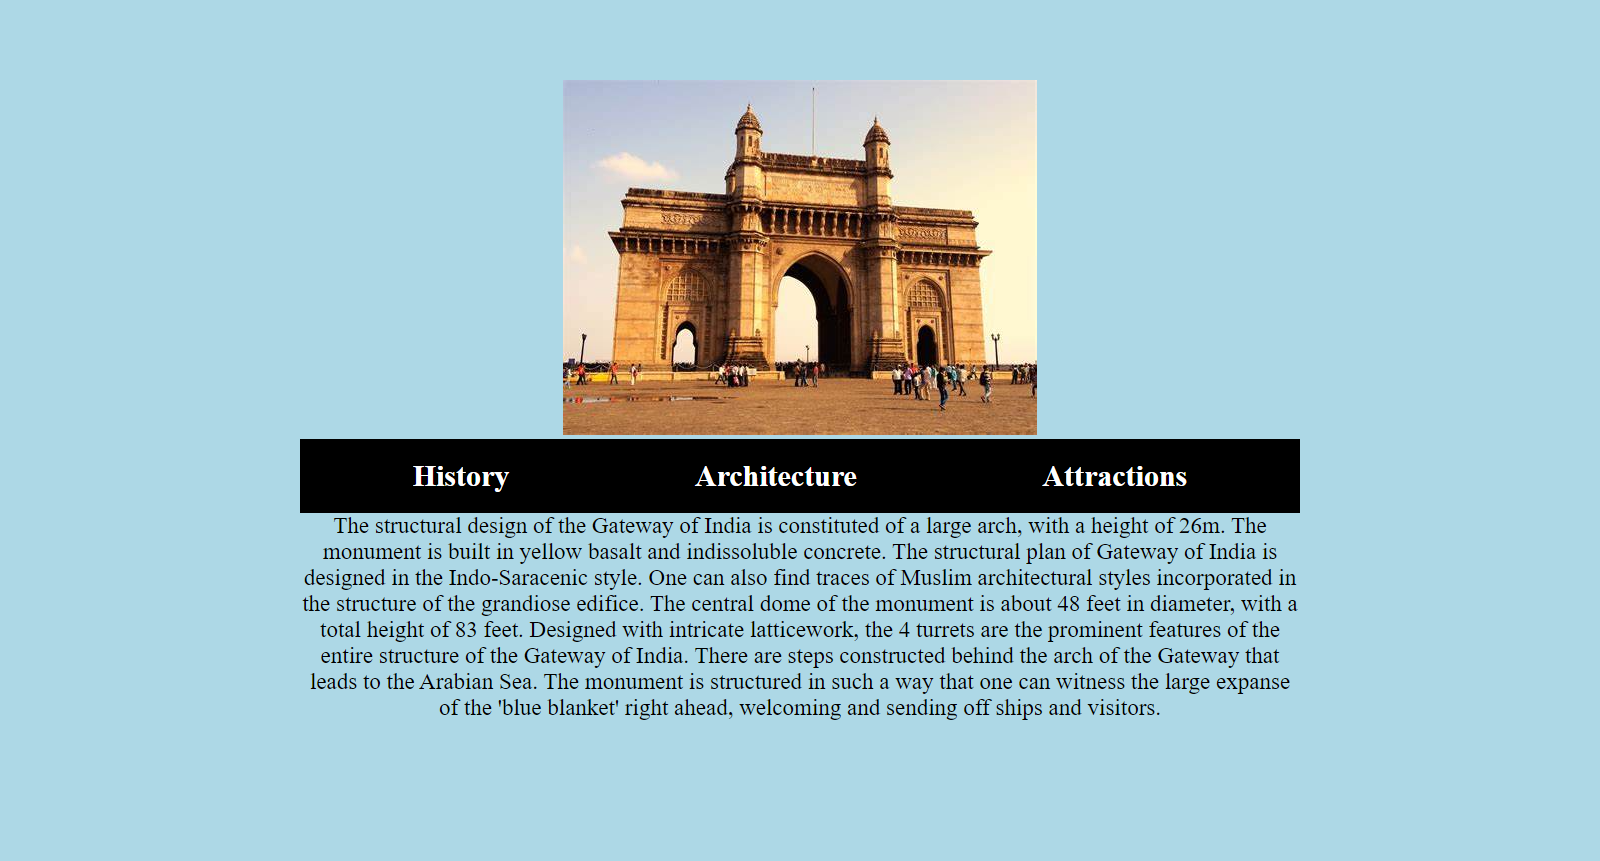 History Architecture Attractions
The structural design of the Gateway of India is constituted of a large arch, with a height of 26m. The
monument is built in yellow basalt and indissoluble concrete. The structural plan of Gateway of India is
designed in the Indo-Saracenic style. One can also find traces of Muslim architectural styles incorporated in
the structure of the grandiose edifice. The central dome of the monument is about 48 feet in diameter, with a
total height of 83 feet. Designed with intricate latticework, the 4 turrets are the prominent features of the
entire structure of the Gateway of India. There are steps constructed behind the arch of the Gateway that
leads to the Arabian Sea. The monument is structured in such a way that one can witness the large expanse
of the 'blue blanket' right ahead, welcoming and sending off ships and visitors.